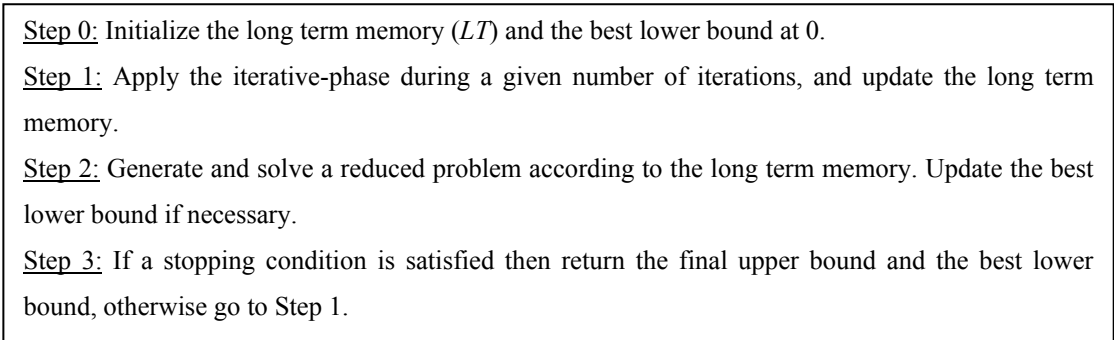 Step 0: Initialize the long term memory (LT) and the best lower bound at 0.
Step 1: Apply the iterative-phase during a given number of iterations, and update the long term
memory.
Step 2: Generate and solve a reduced problem according to the long term memory. Update the best
lower bound if necessary.
Step 3: If a stopping condition is satisfied then return the final upper bound and the best lower
bound, otherwise go to Step 1.